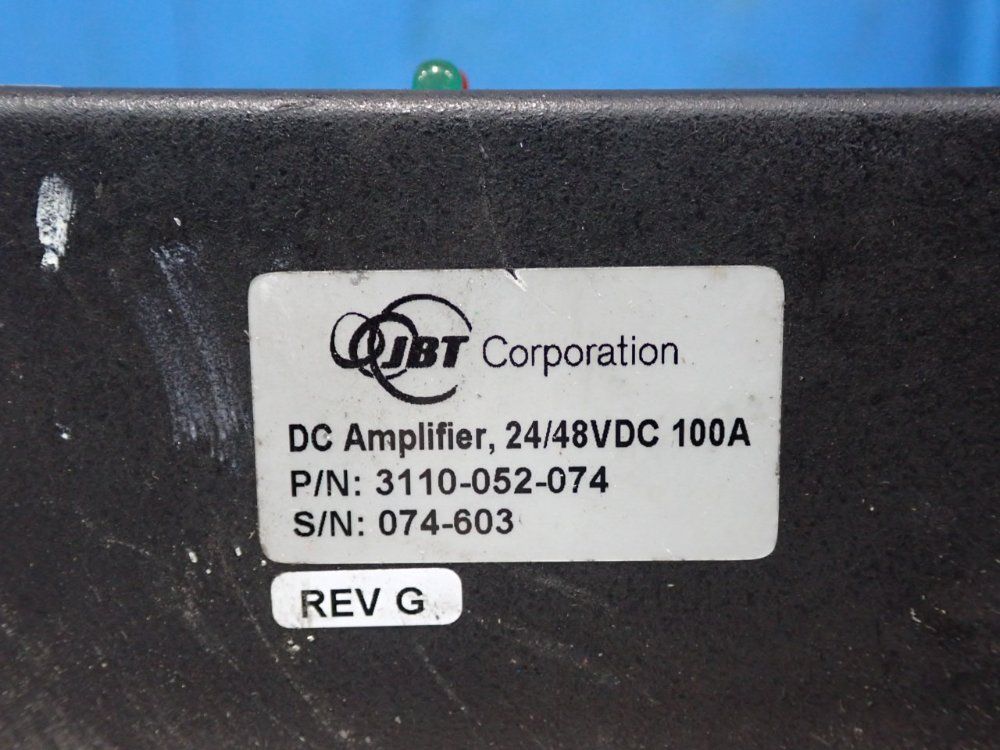 JBT Corporation
DC Amplifier, 24/48VDC 100A
P/N: 3110-052-074
S/N: 074-603
REV G